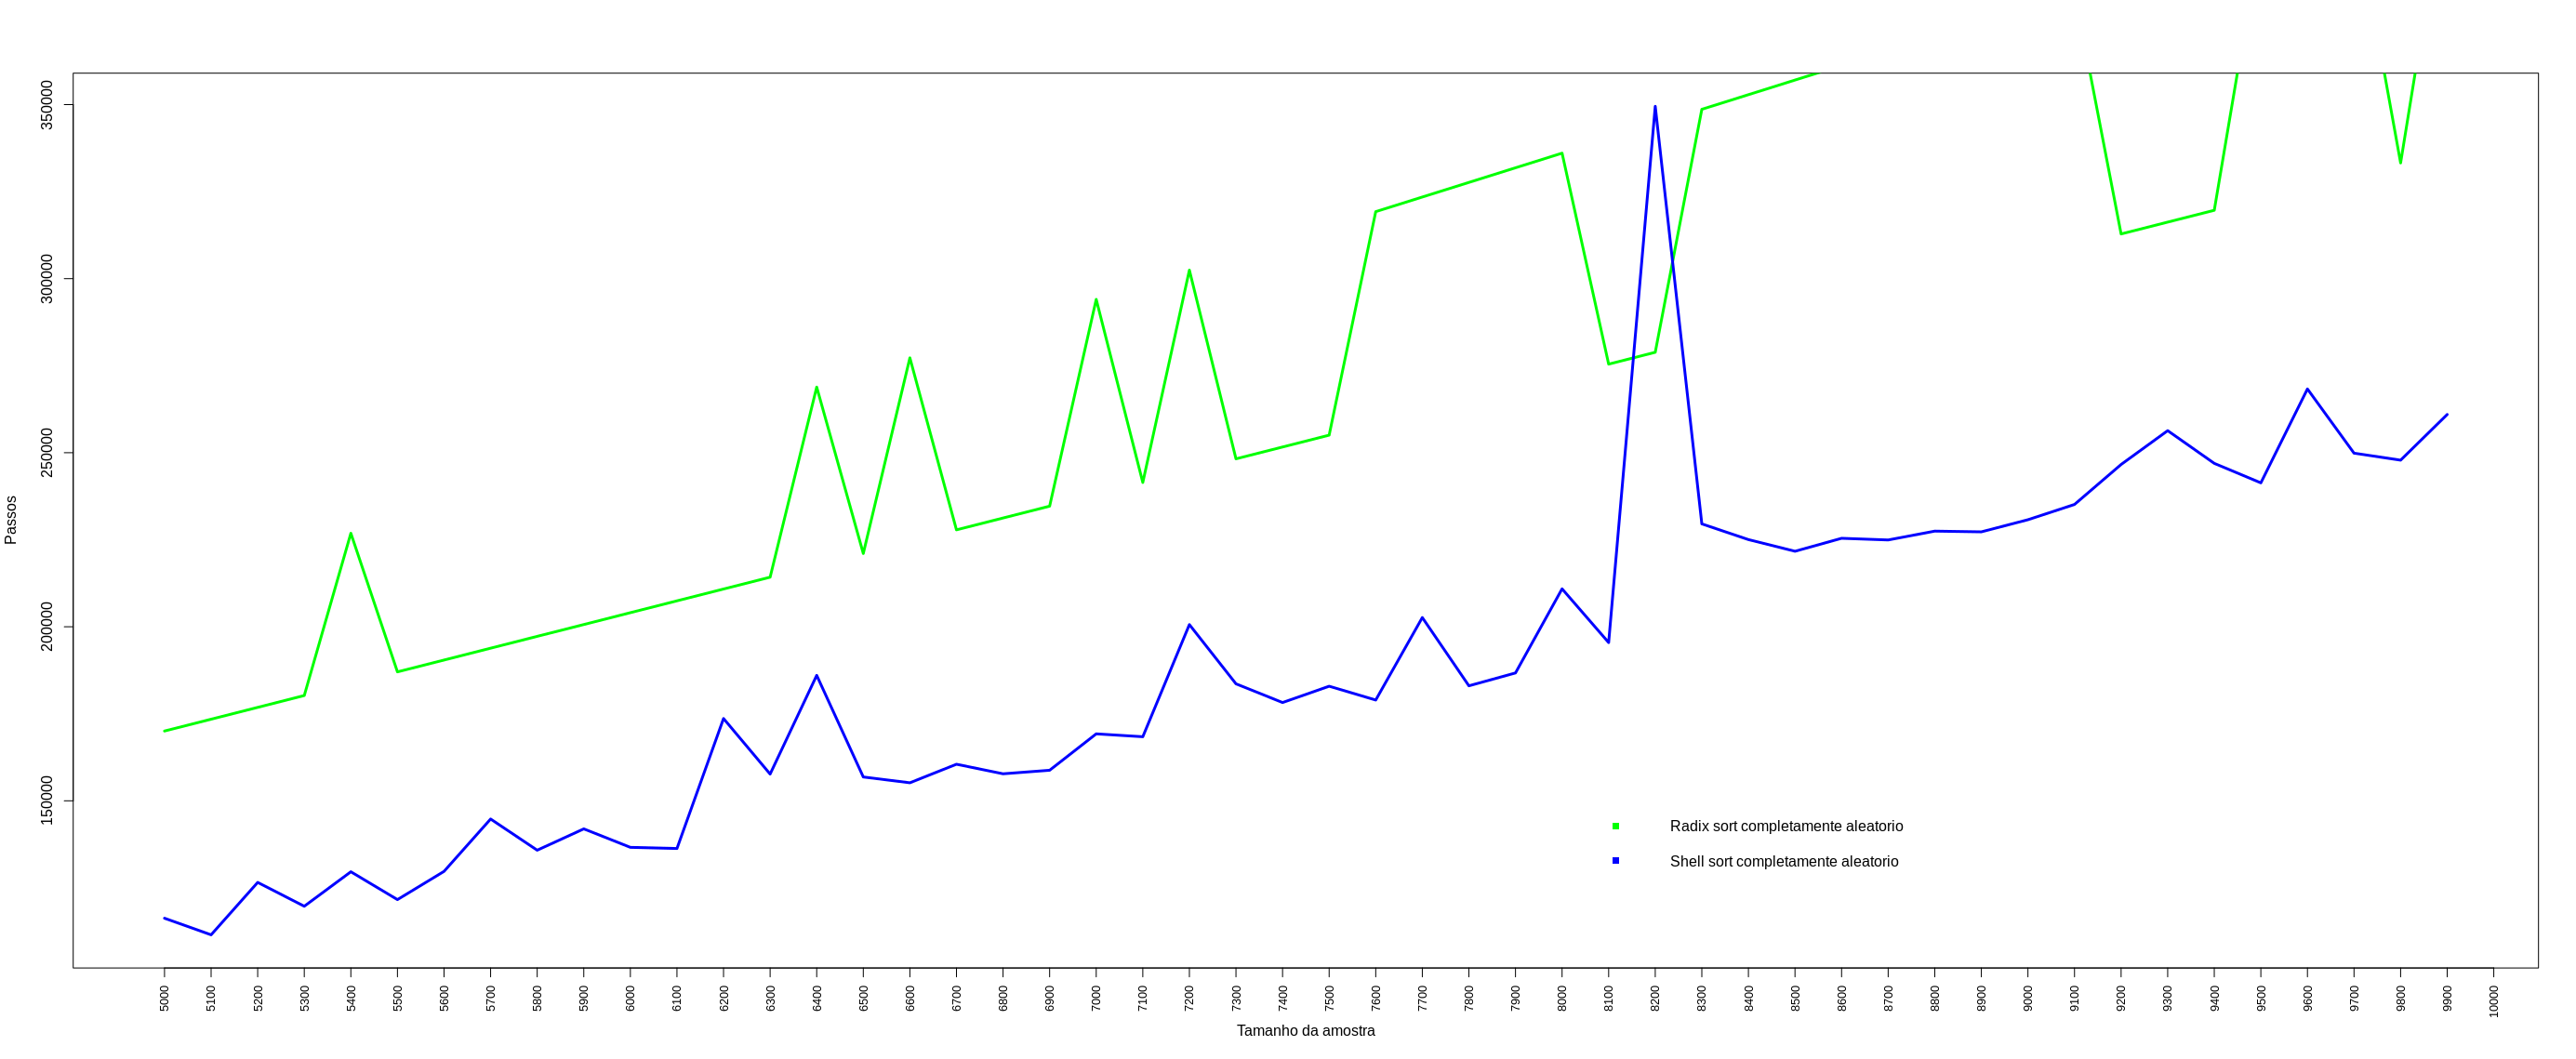 Passos
350000
300000
250000
200000
150000
Radix sort completamente aleatorio
Shell sort completamente aleatorio
5000 5100 5200 5300 5400 5500 5600 5700 5800 5900 6000 6100 6200 6300 6400 6500 6600 6700 6800 6900 7000 7100 7200 7300 7400 7500 7600 7700 7800 7900 8000 8100 8200 8300 8400 8500 8600 8700 8800 8900 9000 9100 9200 9300 9400 9500 9600 9700 9800 9900 10000
Tamanho da amostra